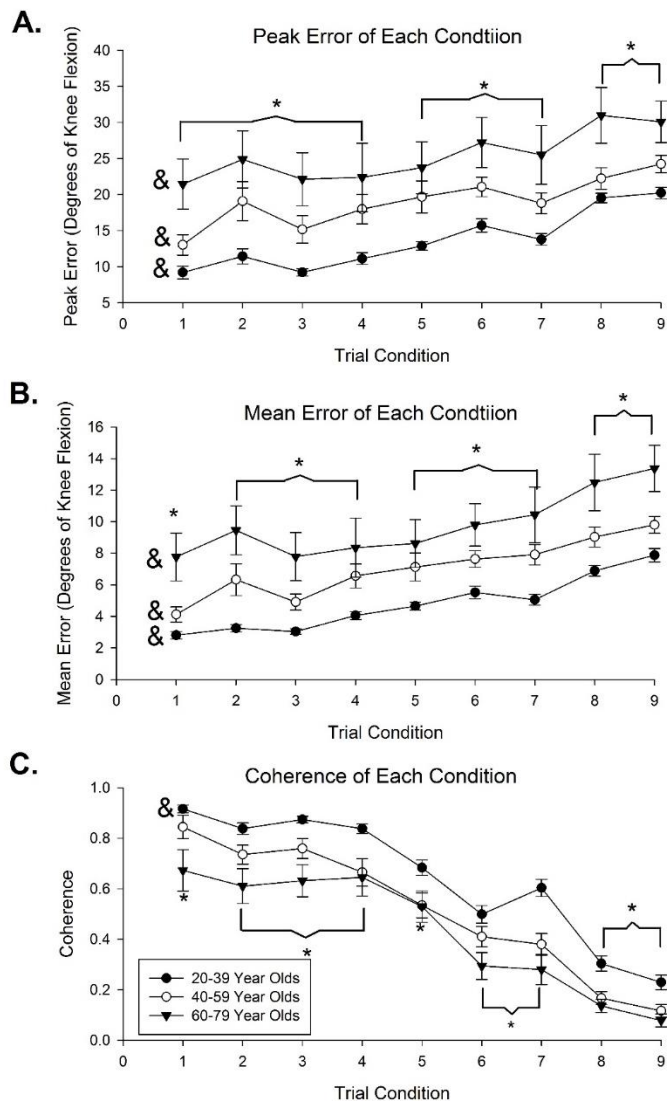 A.
Peak Error of Each Condtiion
*
*
*
40
35
30
25
20
15
10
5
&
&
&
Peak Error (Degrees of Knee Flexion)
0 1 2 3 4 5 6 7 8 9
Trial Condition
B.
Mean Error of Each Condtiion
*
*
*
*
16
14
12
10
8
6
4
2
0
&
&
&
Mean Error (Degrees of Knee Flexion)
0 1 2 3 4 5 6 7 8 9
Trial Condition
C.
Coherence of Each Condition
1.0
0.8
0.6
0.4
0.2
0.0
&
*
*
*
*
*
Coherence
20-39 Year Olds
40-59 Year Olds
60-79 Year Olds
0 1 2 3 4 5 6 7 8 9
Trial Condition